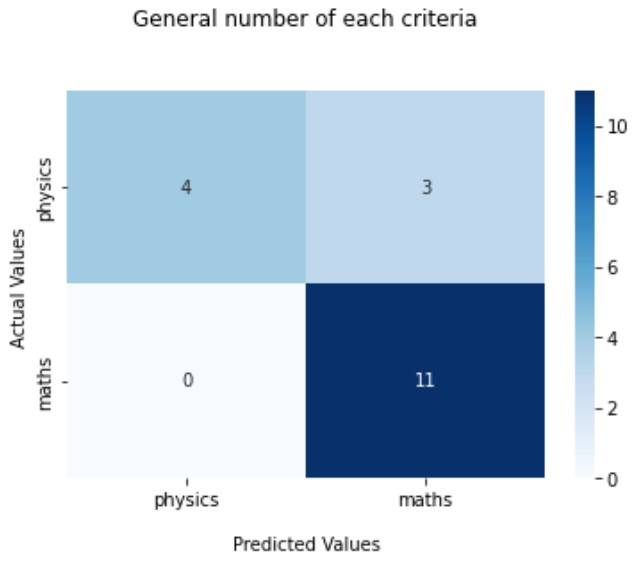 General number of each criteria
physics
4
3
maths
0
11
Actual Values
physics
maths
Predicted Values
10
8
6
4
2
0